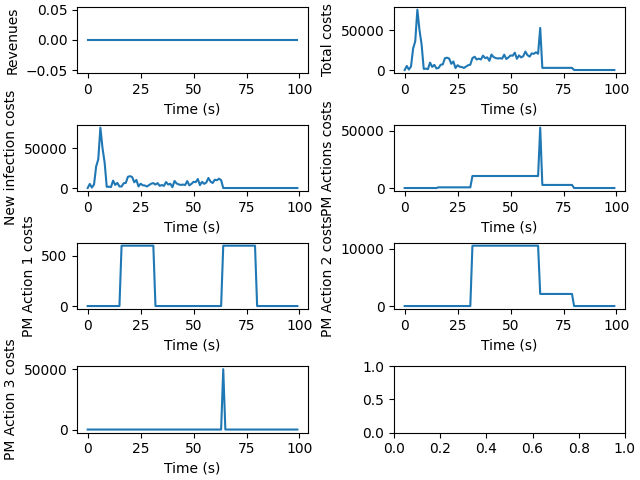 Revenues
0.05
0.00
−0.05
0 25 50 75 100
Time (s)
Total costs
50000
0
0 25 50 75 100
Time (s)
New infection costs
50000
0
0 25 50 75 100
Time (s)
PM Actions costs
50000
0
0 25 50 75 100
Time (s)
PM Action 1 costs
500
0
0 25 50 75 100
Time (s)
PM Action 2 costs
10000
0
0 25 50 75 100
Time (s)
PM Action 3 costs
50000
0
0 25 50 75 100
Time (s)
1.0
0.5
0.0
0.0 0.2 0.4 0.6 0.8 1.0